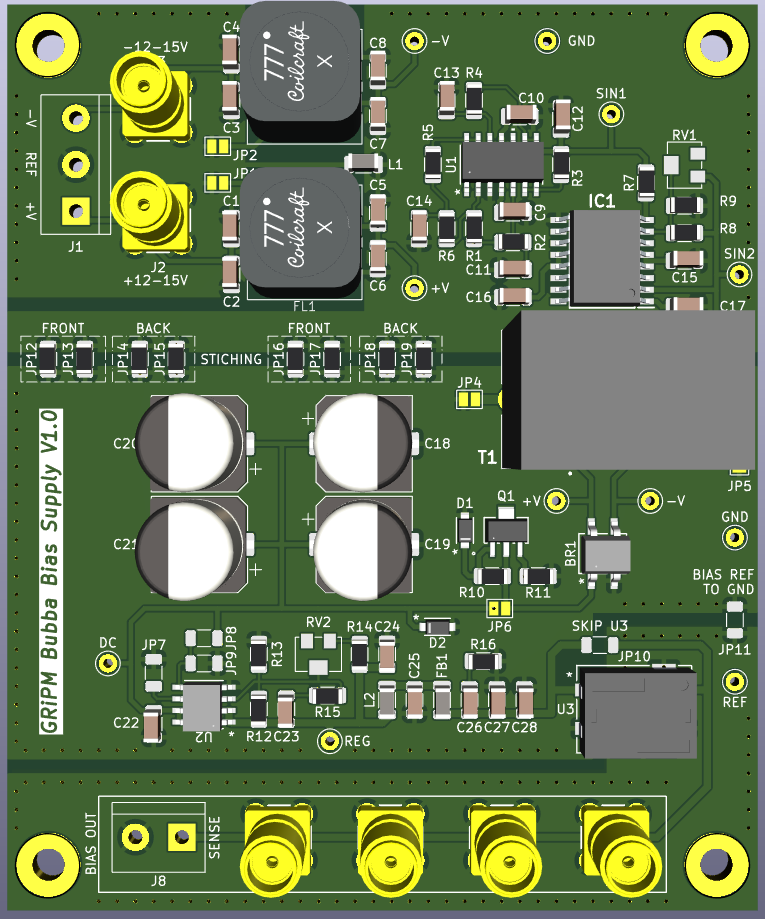 C4
-12-15V
C8
-V
GND
777
Coilcraft
X
-V
C3
C7
JP2
C13
R4
C10
C12
SIN1
RV1
R5
U1
*
R3
R7
L1
REF
+V
J1
J2
+12-15V
C1
C2
777
Coilcraft
X
C5
C6
FL1
+V
C14
R6
R1
C9
R2
C11
C16
IC1
R9
R8
SIN2
C15
C17
FRONT
BACK
STICHING
FRONT
BACK
JP12
JP13
JP14
JP15
JP16
JP17
JP18
JP19
JP4
T1
JP5
C18
+
+
C19
+
+
C21
GRiPM Bubba Bias Supply V1.0
D1
*
Q1
+V
-V
GND
BR1
*
R10
R11
JP6
BIAS REF
TO GND
JP11
REF
DC
JP7
JP8
JP9
R13
RV2
R14
C24
*
D2
R16
SKIP U3
JP10
*
U3
C22
U2
*
R12
C23
R15
L2
C25
FB1
C26
C27
C28
REG
BIAS OUT
SENSE
J8